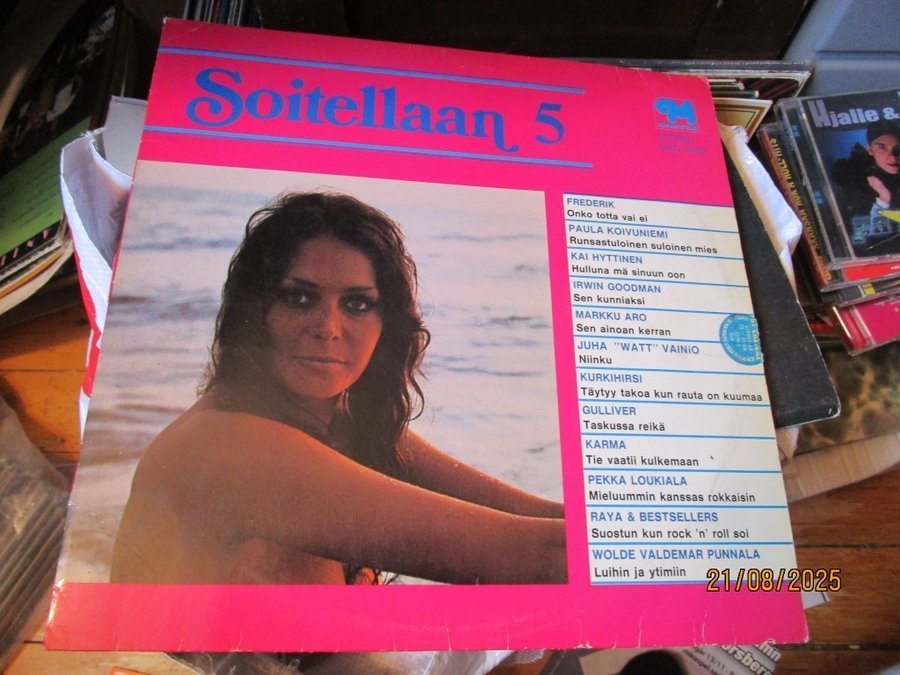 Soitellaan 5
FREDERIK
Onko totta vai ei
PAULA KOIVUNIEMI
Runsastuloinen suloinen mies
KAI HYTTINEN
Hulluna mä sinuun oon
IRWIN GOODMAN
Sen kunniaksi
MARKKU ARO
Sen ainoan kerran
JUHA "WATT" VAINIO
Niinku
KURKIHIRSI
Täytyy takoa kun rauta on kuumaa
GULLIVER
Taskussa reikä
KARMA
Tie vaatii kulkemaan
PEKKA LOUKIALA
Mieluummin kanssas rokkaisin
RAYA & BESTSELLERS
Suostun kun rock 'n' roll soi
WOLDE VALDEMAR PUNNALA
Luihin ja ytimiin
Hjalle &
21/08/2025